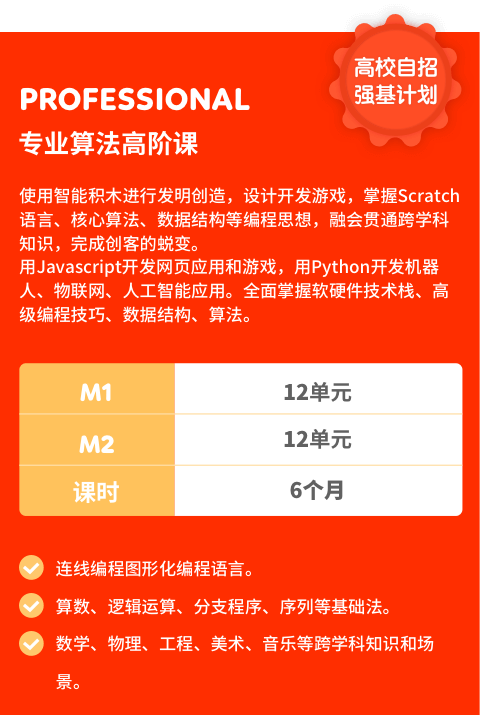 高校自招
强基计划
PROFESSIONAL
专业算法高阶课
使用智能积木进行发明创造，设计开发游戏，掌握Scratch
语言、核心算法、数据结构等编程思想，融会贯通跨学科
知识，完成创客的蜕变。
用Javascript开发网页应用和游戏，用Python开发机器
人、物联网、人工智能应用。全面掌握软硬件技术栈、高
级编程技巧、数据结构、算法。
M1 12单元
M2 12单元
课时 6个月
连线编程图形化编程语言。
算数、逻辑运算、分支程序、序列等基础法。
数学、物理、工程、美术、音乐等跨学科知识和场
景。